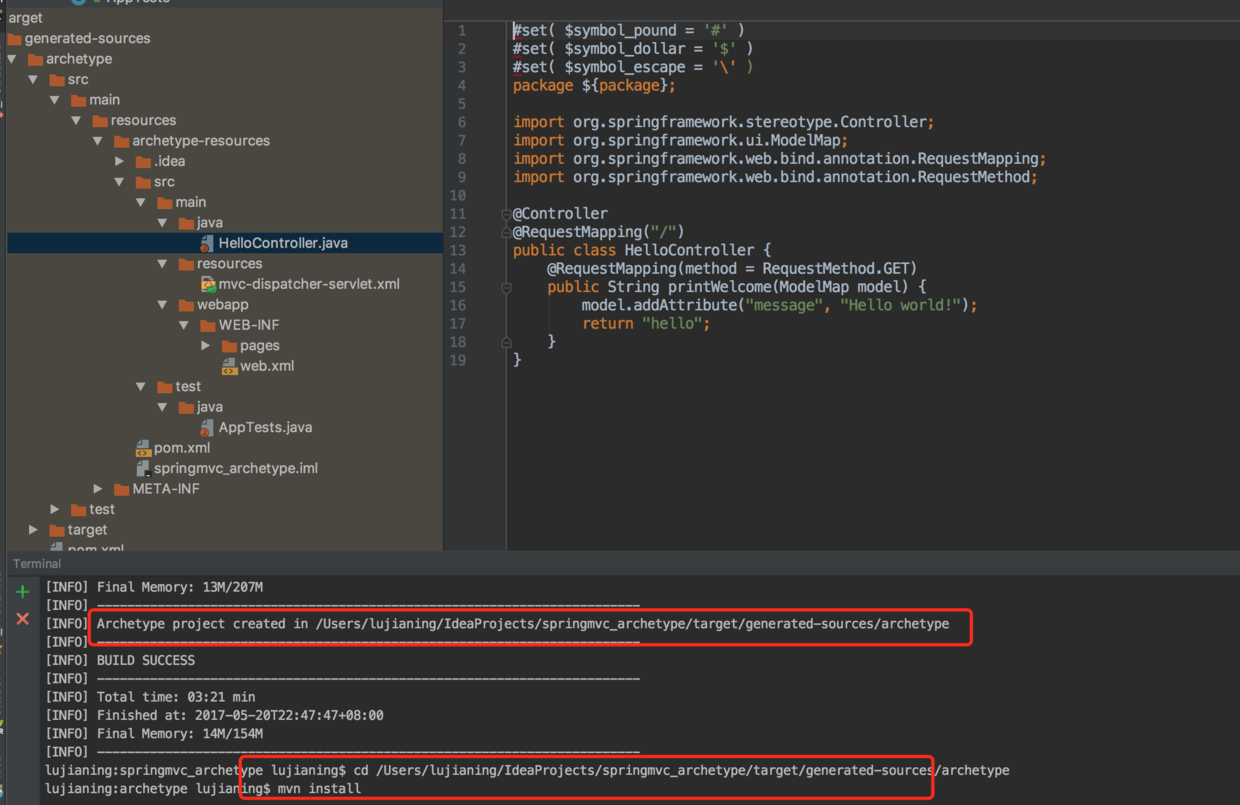 AppTests
arget
generated-sources
archetype
src
main
resources
archetype-resources
.idea
src
main
java
HelloController.java
resources
mvc-dispatcher-servlet.xml
webapp
WEB-INF
pages
web.xml
test
java
AppTests.java
pom.xml
springmvc_archetype.iml
META-INF
test
target
pom.xml
1 #set( $symbol_pound = '#' )
2 #set( $symbol_dollar = '$' )
3 #set( $symbol_escape = '\' )
4 package ${package};
5
6 import org.springframework.stereotype.Controller;
7 import org.springframework.ui.ModelMap;
8 import org.springframework.web.bind.annotation.RequestMapping;
9 import org.springframework.web.bind.annotation.RequestMethod;
10
11 @Controller
12 @RequestMapping("/")
13 public class HelloController {
14 @RequestMapping(method = RequestMethod.GET)
15 public String printWelcome(ModelMap model) {
16 model.addAttribute("message", "Hello world!");
17 return "hello";
18 }
19 }
Terminal
[INFO] Final Memory: 13M/207M
[INFO] ------------------------------------------------------------------------
[INFO] Archetype project created in /Users/lujianing/IdeaProjects/springmvc_archetype/target/generated-sources/archetype
[INFO] ------------------------------------------------------------------------
[INFO] BUILD SUCCESS
[INFO] ------------------------------------------------------------------------
[INFO] Total time: 03:21 min
[INFO] Finished at: 2017-05-20T22:47:47+08:00
[INFO] Final Memory: 14M/154M
[INFO] ------------------------------------------------------------------------
lujianing:springmvc_archetype lujianing$ cd /Users/lujianing/IdeaProjects/springmvc_archetype/target/generated-sources/archetype
lujianing:archetype lujianing$ mvn install